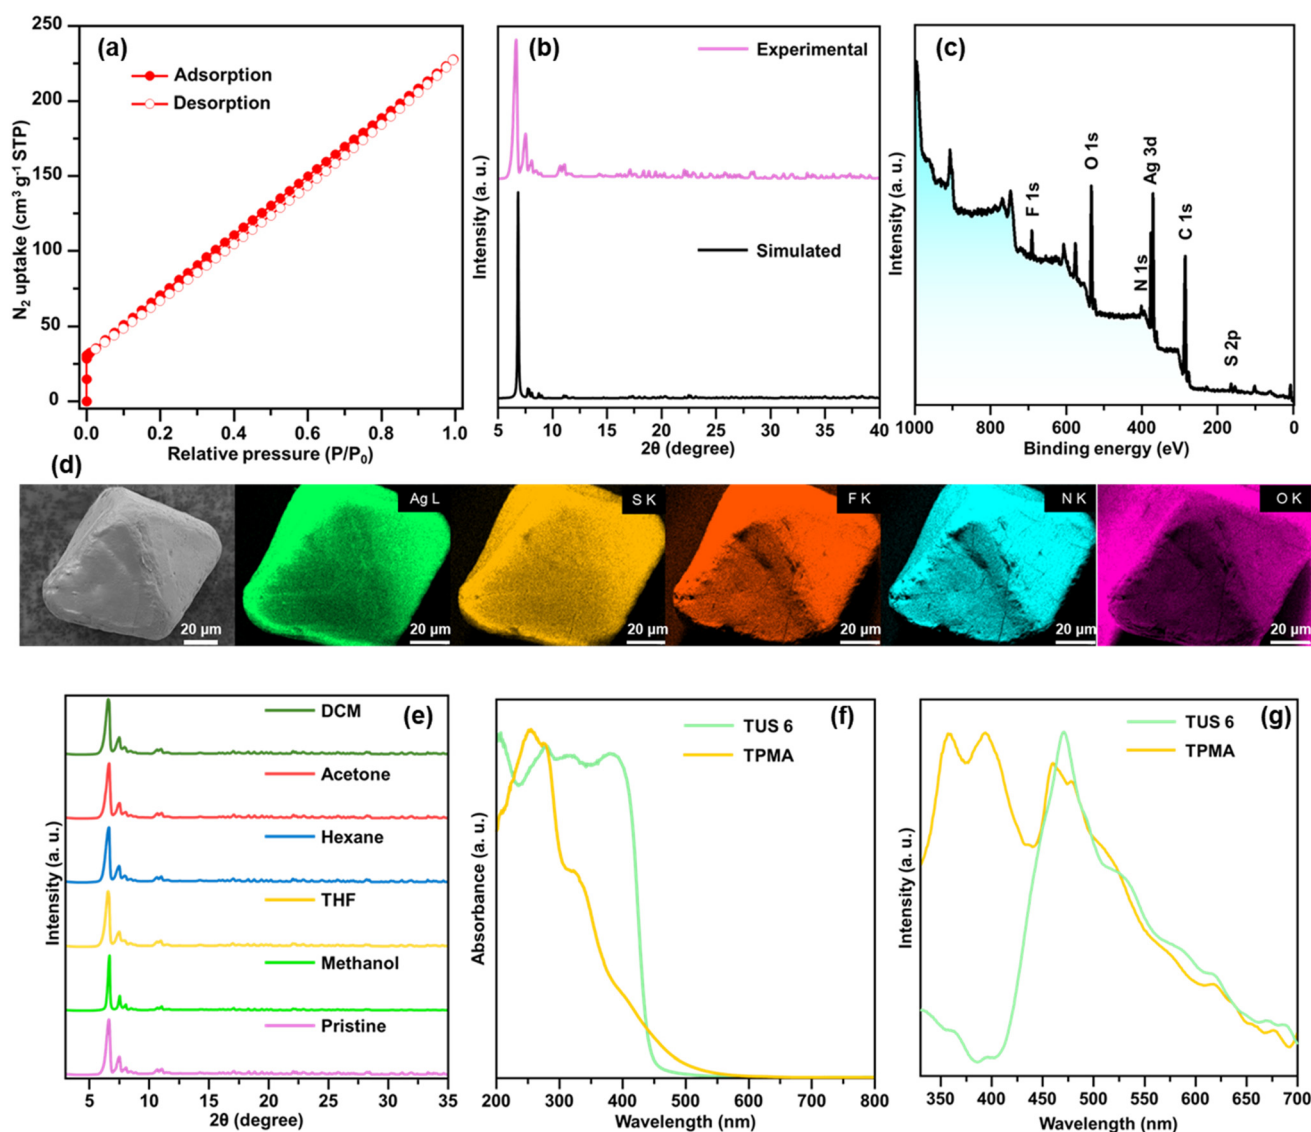 (a)
Adsorption
Desorption
N₂ uptake (cm³ g⁻¹ STP)
250
200
150
100
50
0
0.0 0.2 0.4 0.6 0.8 1.0
Relative pressure (P/P₀)
(b)
Experimental
Simulated
Intensity (a. u.)
5 10 15 20 25 30 35 40
2θ (degree)
(c)
F 1s
O 1s
N 1s
Ag 3d
C 1s
S 2p
Intensity (a. u.)
1000 800 600 400 200 0
Binding energy (eV)
(d)
Ag L
S K
F K
N K
O K
20 µm
20 µm
20 µm
20 µm
20 µm
20 µm
(e)
DCM
Acetone
Hexane
THF
Methanol
Pristine
Intensity (a. u.)
5 10 15 20 25 30 35
2θ (degree)
(f)
TUS 6
TPMA
Absorbance (a. u.)
200 300 400 500 600 700 800
Wavelength (nm)
(g)
TUS 6
TPMA
Intensity (a. u.)
350 400 450 500 550 600 650 700
Wavelength (nm)